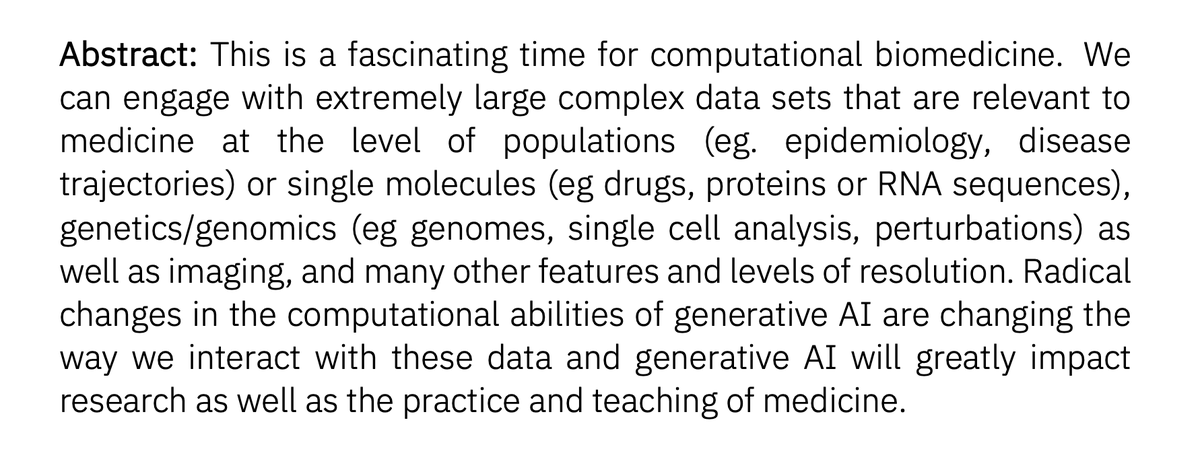 Abstract: This is a fascinating time for computational biomedicine. We
can engage with extremely large complex data sets that are relevant to
medicine at the level of populations (eg. epidemiology, disease
trajectories) or single molecules (eg drugs, proteins or RNA sequences),
genetics/genomics (eg genomes, single cell analysis, perturbations) as
well as imaging, and many other features and levels of resolution. Radical
changes in the computational abilities of generative AI are changing the
way we interact with these data and generative AI will greatly impact
research as well as the practice and teaching of medicine.